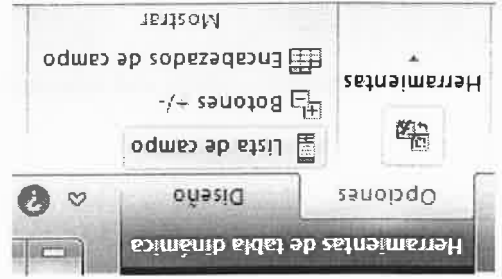 Herramientas de tabla dinámica
Opciones
Diseño
?
Herramientas
Lista de campo
Botones +/-
Encabezados de campo
Mostrar